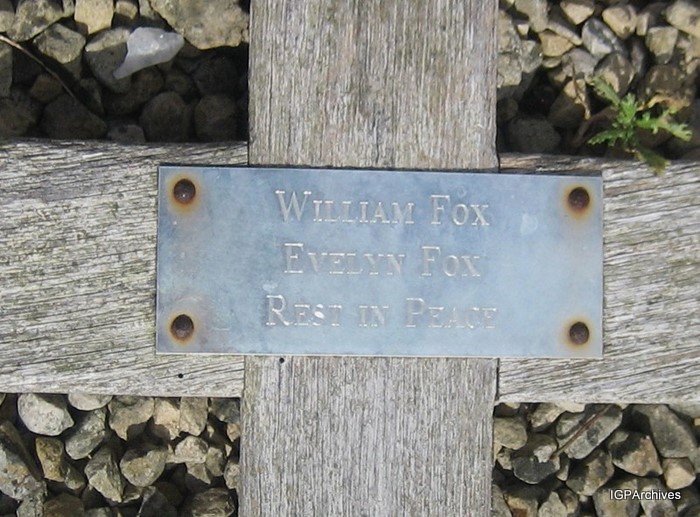 William Fox
Evelyn Fox
Rest in Peace
IGPArchives